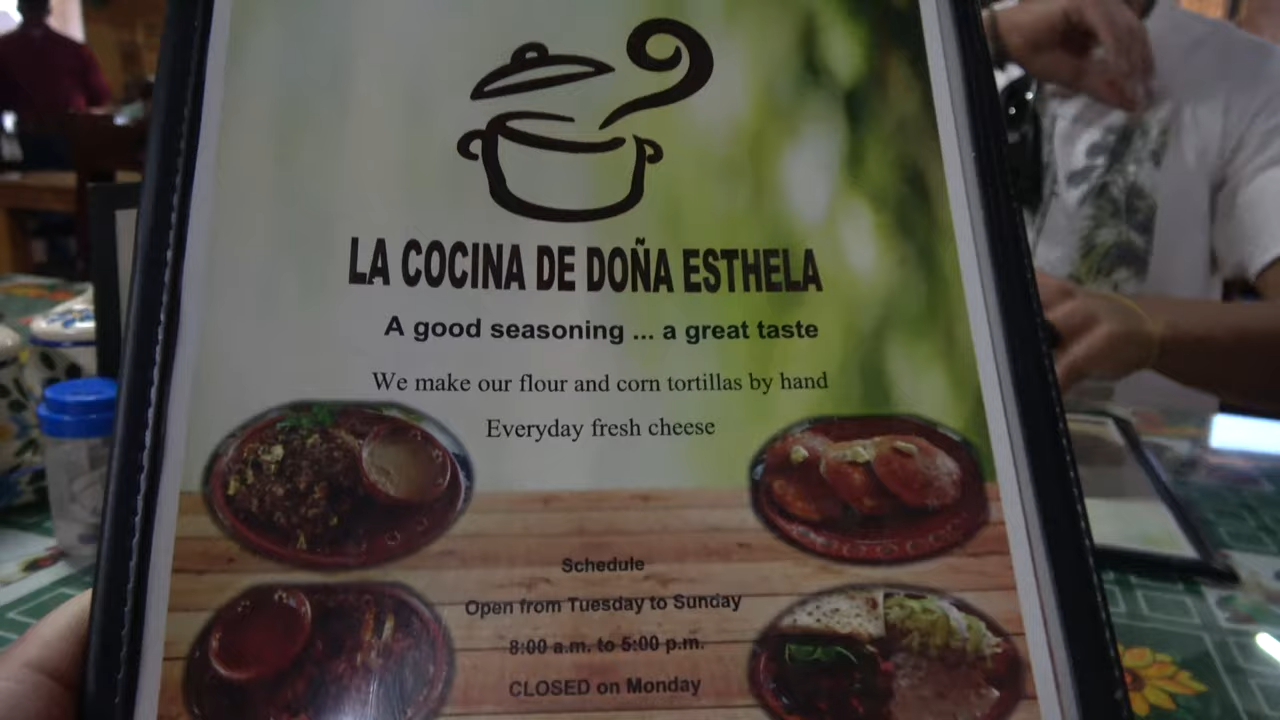 LA COCINA DE DOÑA ESTHELA
A good seasoning ... a great taste
We make our flour and corn tortillas by hand
Everyday fresh cheese
Schedule
Open from Tuesday to Sunday
8:00 a.m. to 5:00 p.m.
CLOSED on Monday